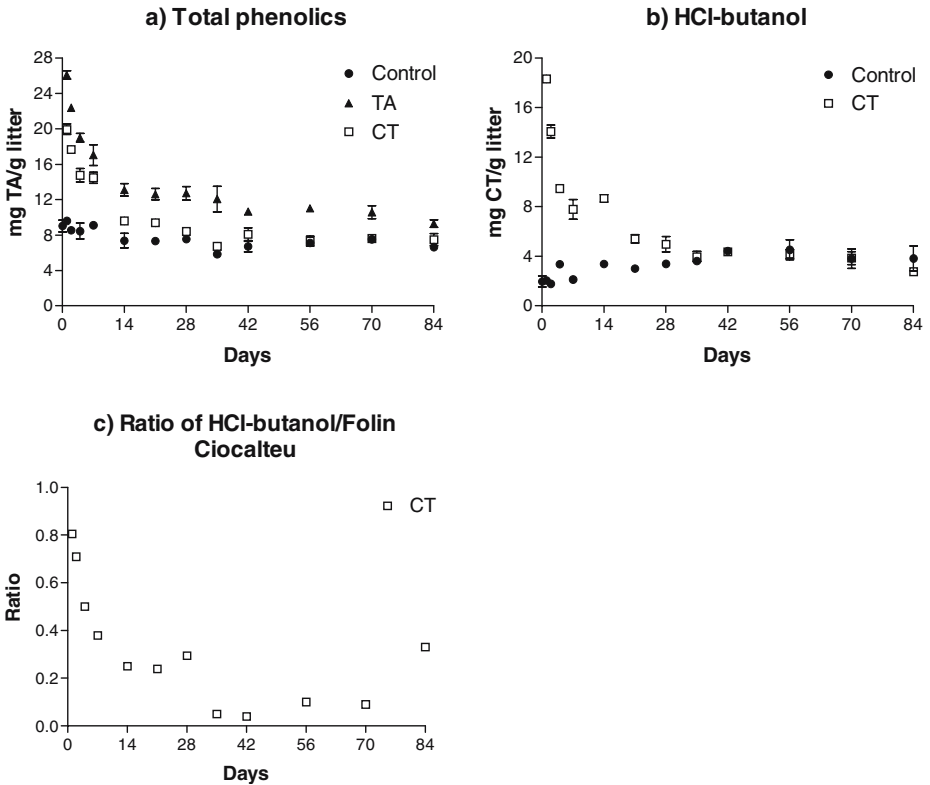 a) Total phenolics
28
24
20
16
12
8
4
0
mg TA/g litter
0 14 28 42 56 70 84
Days
Control
TA
CT
b) HCl-butanol
20
16
12
8
4
0
mg CT/g litter
0 14 28 42 56 70 84
Days
Control
CT
c) Ratio of HCl-butanol/Folin
Ciocalteu
1.0
0.8
0.6
0.4
0.2
0.0
Ratio
0 14 28 42 56 70 84
Days
CT